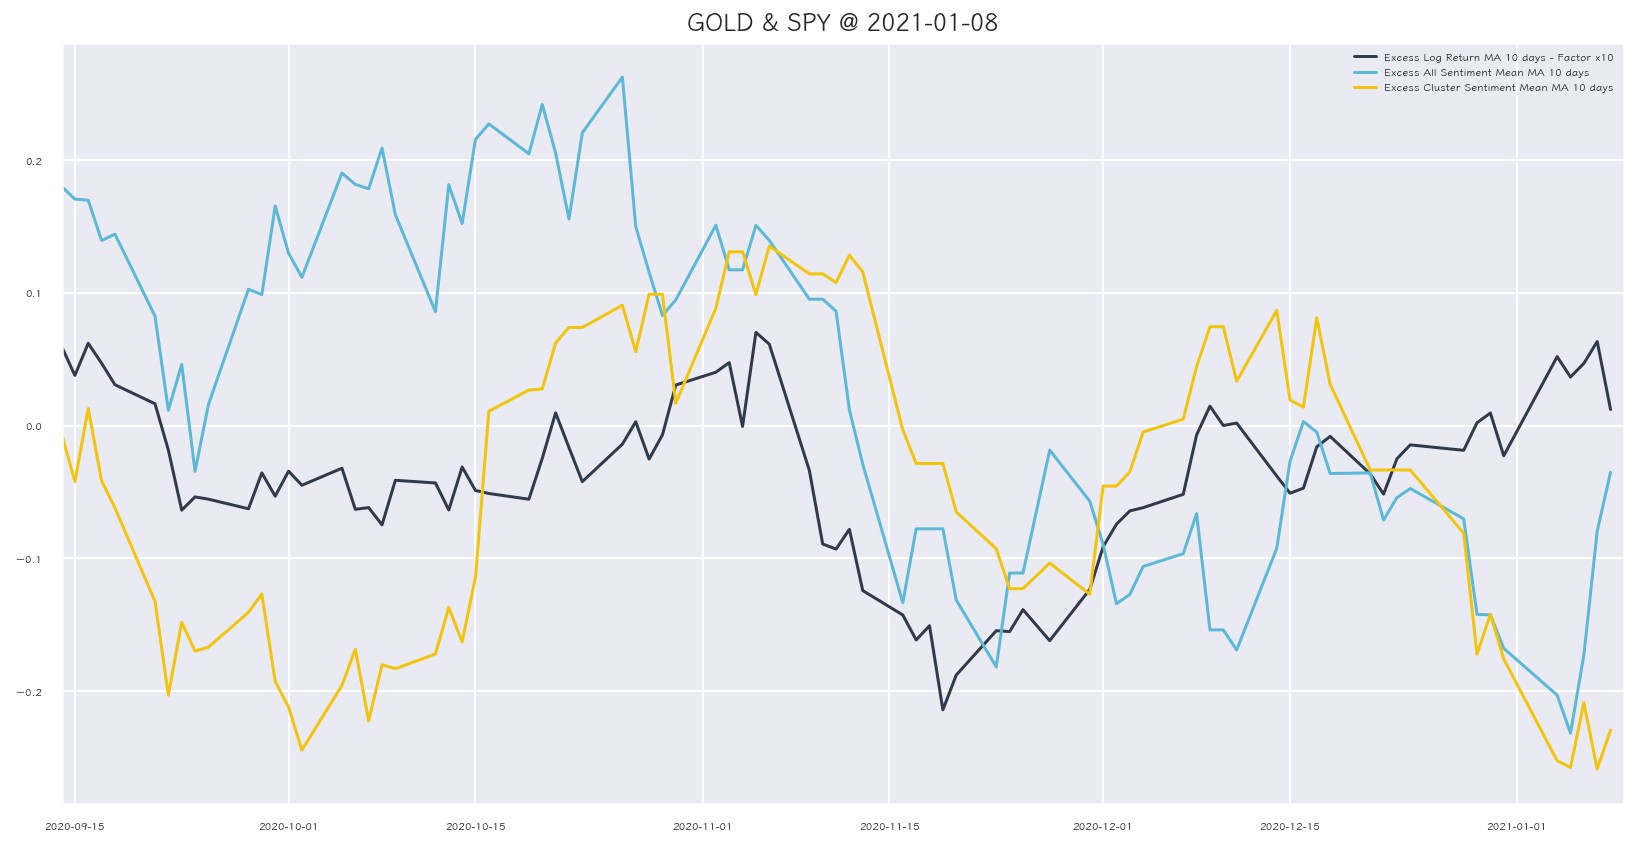 GOLD & SPY @ 2021-01-08
Excess Log Return MA 10 days - Factor x10
Excess All Sentiment Mean MA 10 days
Excess Cluster Sentiment Mean MA 10 days
0.2
0.1
0.0
−0.1
−0.2
2020-09-15 2020-10-01 2020-10-15 2020-11-01 2020-11-15 2020-12-01 2020-12-15 2021-01-01